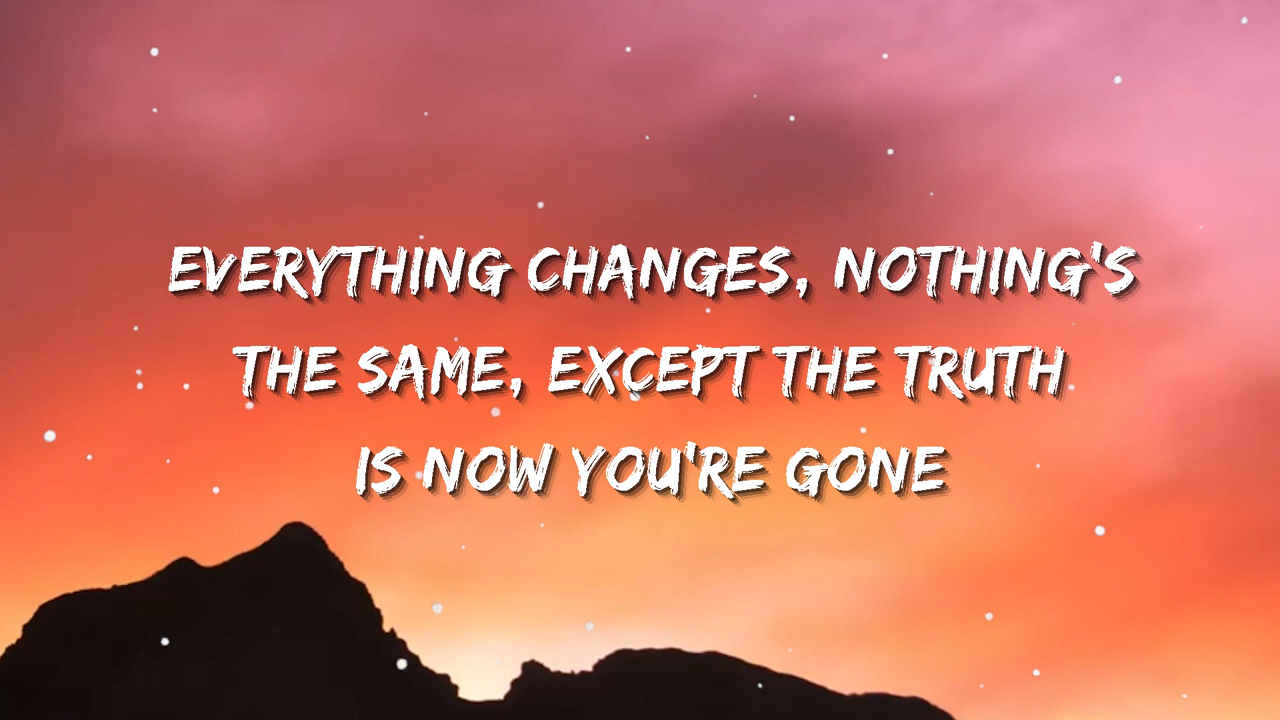 EVERYTHING CHANGES, NOTHING'S
THE SAME, EXCEPT THE TRUTH
IS NOW YOU'RE GONE